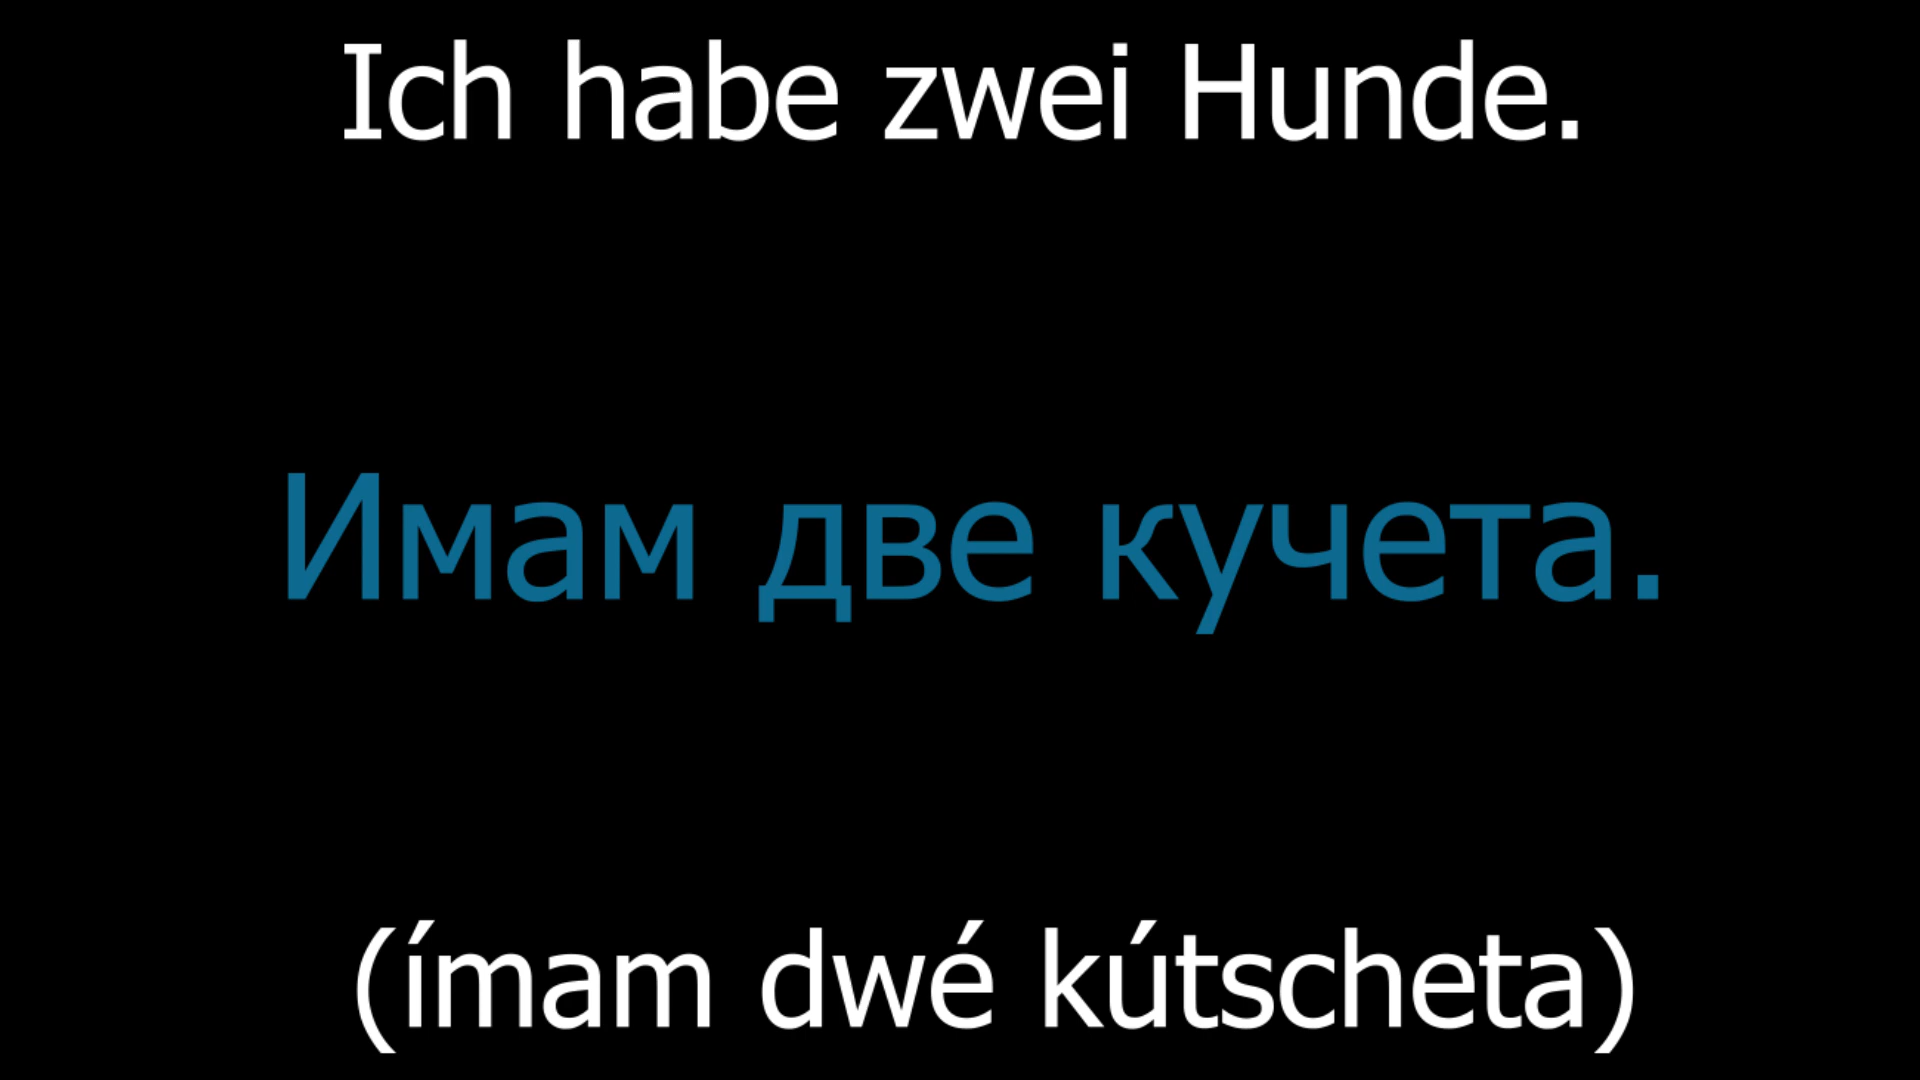 Ich habe zwei Hunde.
Имам две кучета.
(ímam dwé kútscheta)